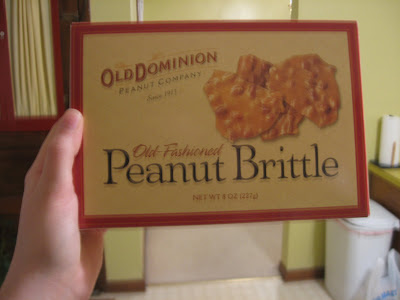 OLD DOMINION
PEANUT COMPANY
Since 1913
Old-Fashioned
Peanut Brittle
NET WT 8 OZ (227g)